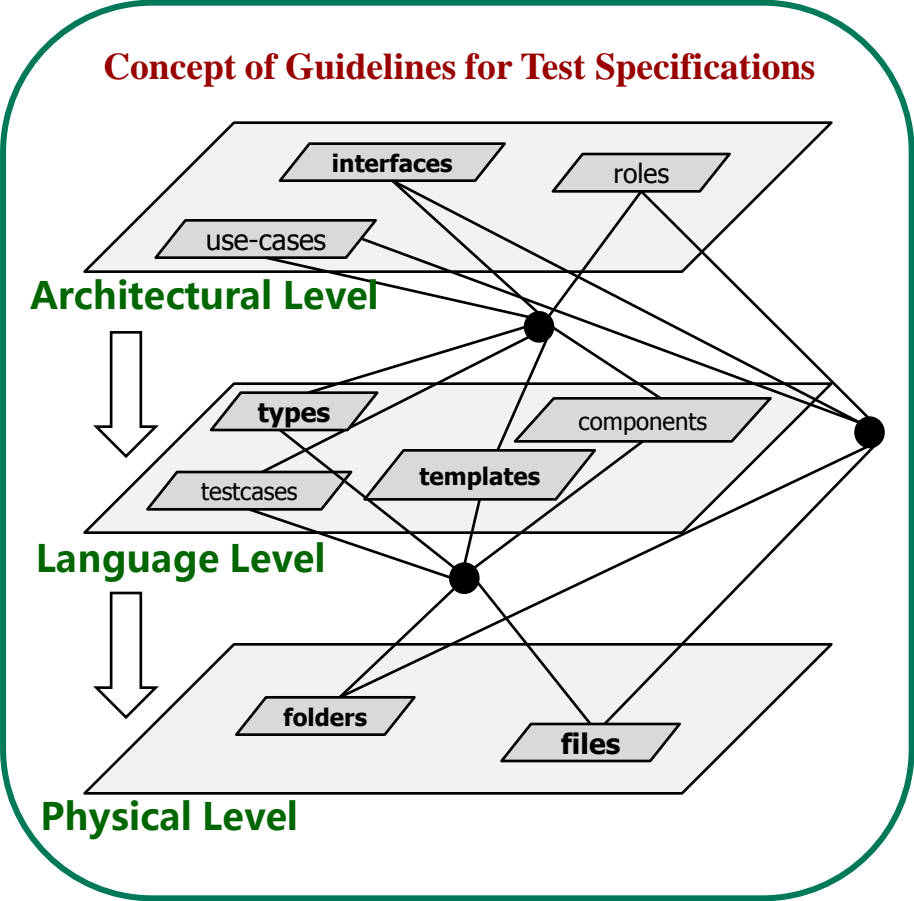 Concept of Guidelines for Test Specifications
interfaces
roles
use-cases
Architectural Level
types
components
templates
testcases
Language Level
folders
files
Physical Level